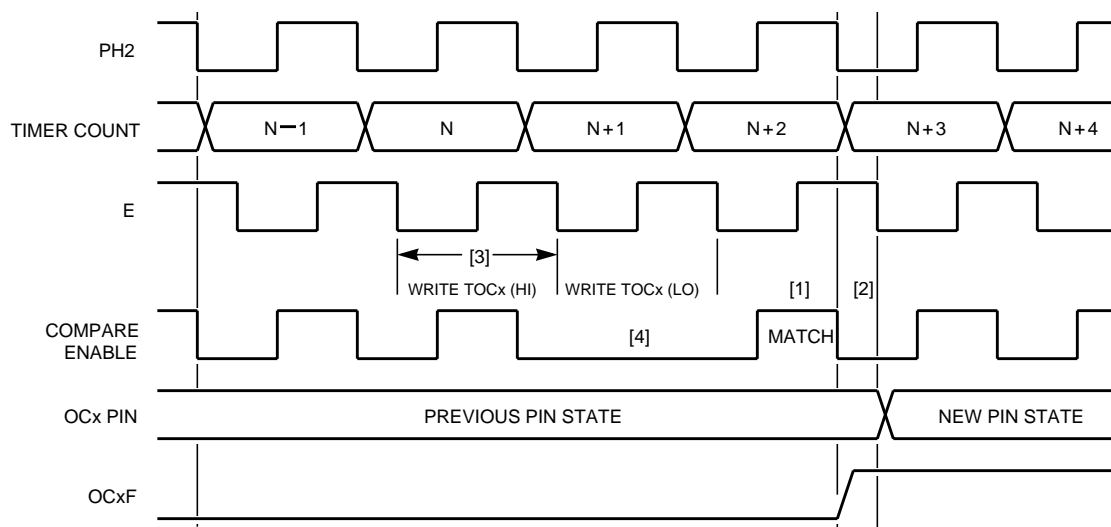 PH2
TIMER COUNT
N—1
N
N+1
N+2
N+3
N+4
E
[3]
WRITE TOCx (HI)
WRITE TOCx (LO)
[1]
[2]
COMPARE
ENABLE
[4]
MATCH
OCx PIN
PREVIOUS PIN STATE
NEW PIN STATE
OCxF